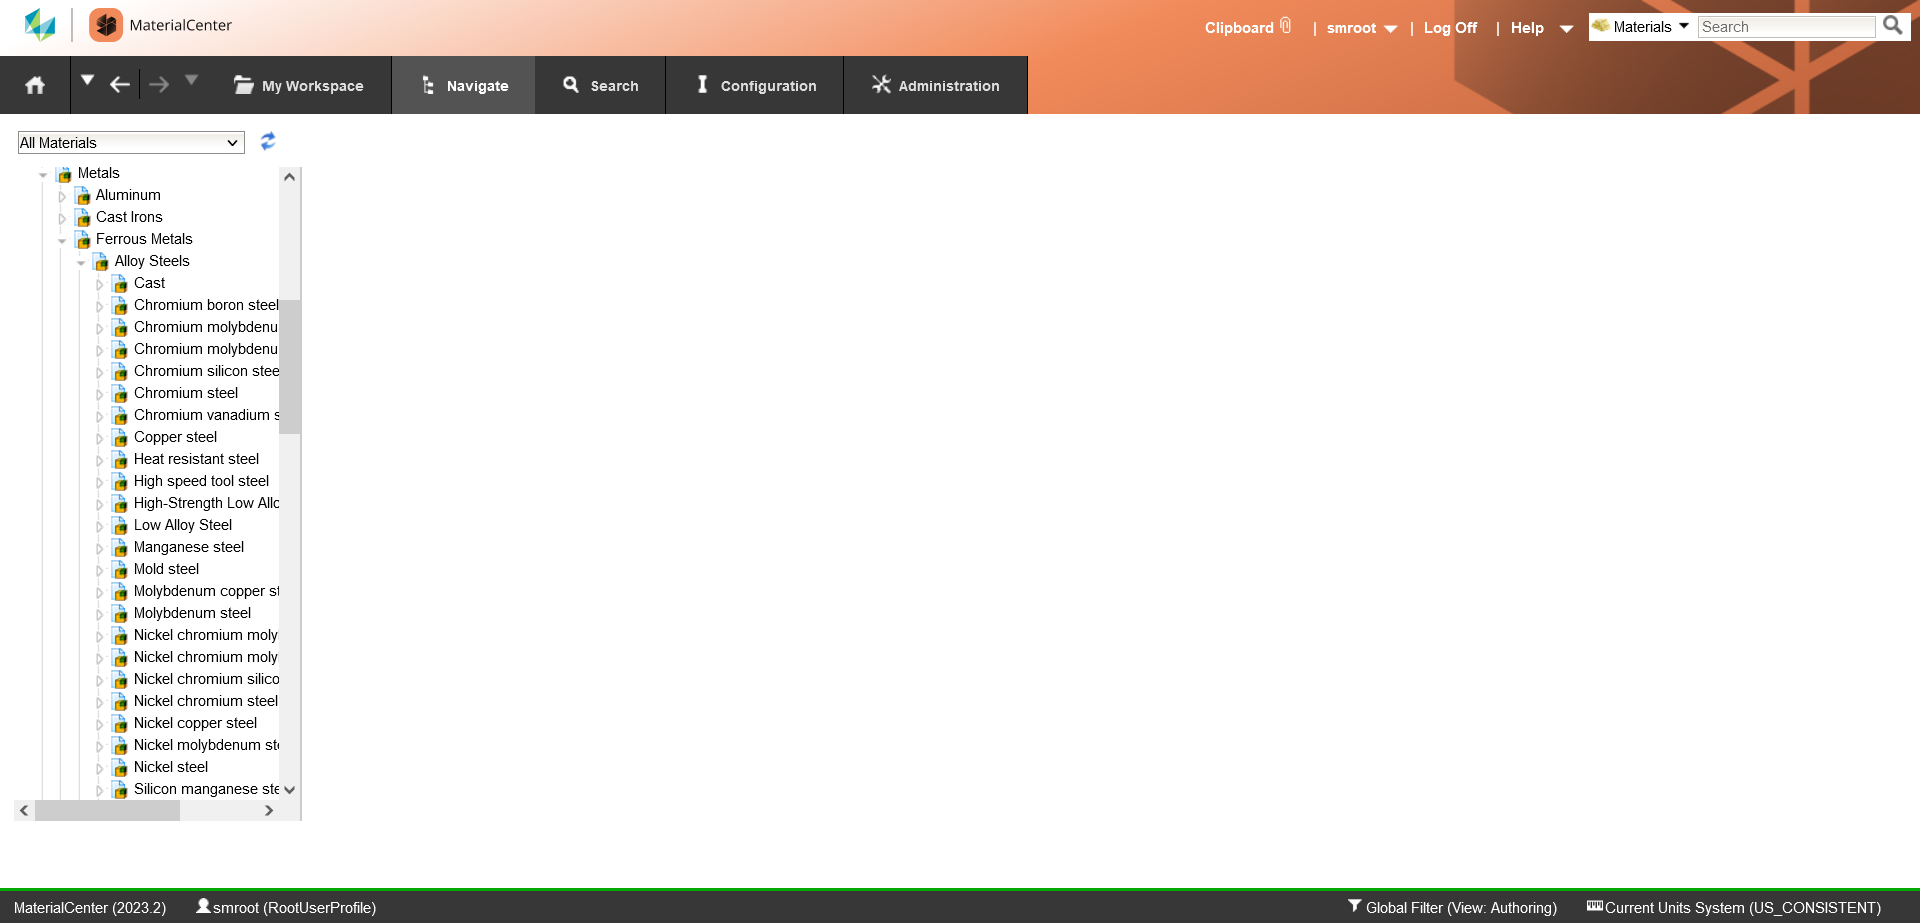 MaterialCenter
Clipboard | smroot | Log Off | Help Materials Search
My Workspace Navigate Search Configuration Administration
All Materials
Metals
Aluminum
Cast Irons
Ferrous Metals
Alloy Steels
Cast
Chromium boron steel
Chromium molybdenu
Chromium molybdenu
Chromium silicon stee
Chromium steel
Chromium vanadium s
Copper steel
Heat resistant steel
High speed tool steel
High-Strength Low Allo
Low Alloy Steel
Manganese steel
Mold steel
Molybdenum copper st
Molybdenum steel
Nickel chromium moly
Nickel chromium moly
Nickel chromium silico
Nickel chromium steel
Nickel copper steel
Nickel molybdenum ste
Nickel steel
Silicon manganese ste
MaterialCenter (2023.2) smroot (RootUserProfile) Global Filter (View: Authoring) Current Units System (US_CONSISTENT)